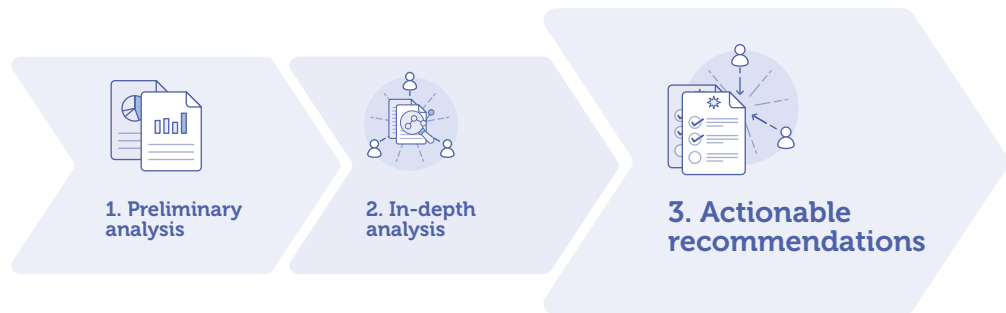 1. Preliminary
analysis
2. In-depth
analysis
3. Actionable
recommendations